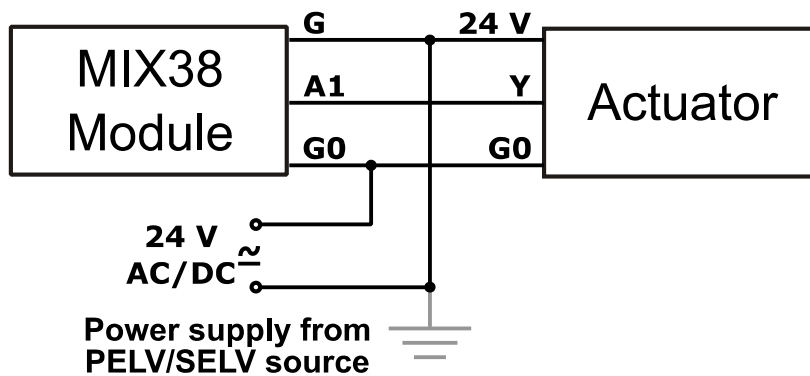 MIX38
Module
G
A1
G0
24 V
Y
G0
Actuator
24 V
AC/DC ≂
Power supply from
PELV/SELV source